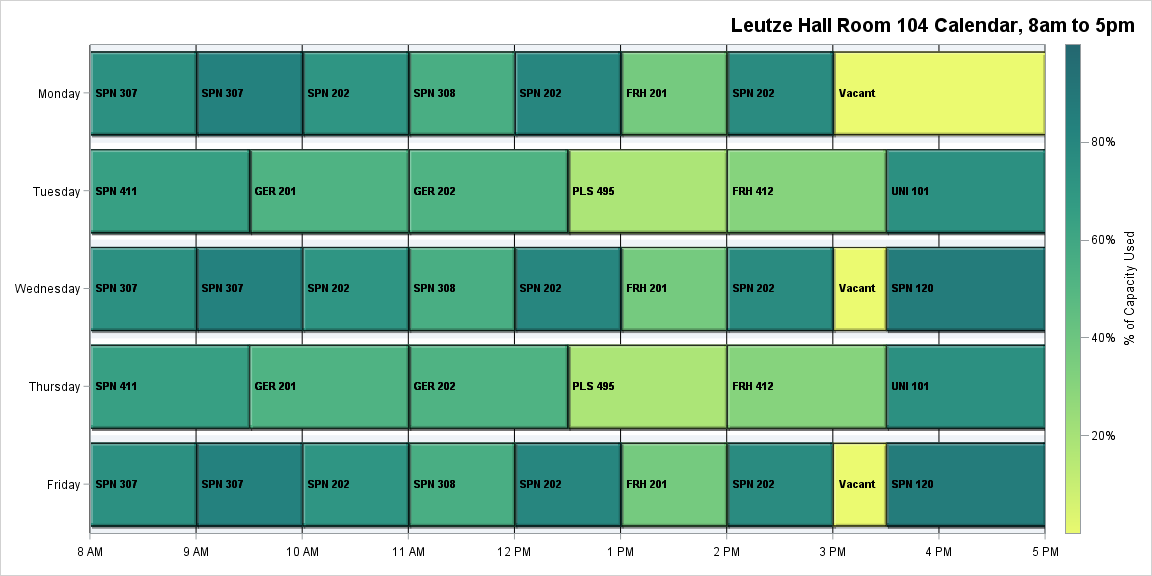 Leutze Hall Room 104 Calendar, 8am to 5pm
Monday
SPN 307
SPN 307
SPN 202
SPN 308
SPN 202
FRH 201
SPN 202
Vacant
Tuesday
SPN 411
GER 201
GER 202
PLS 495
FRH 412
UNI 101
Wednesday
SPN 307
SPN 307
SPN 202
SPN 308
SPN 202
FRH 201
SPN 202
Vacant
SPN 120
Thursday
SPN 411
GER 201
GER 202
PLS 495
FRH 412
UNI 101
Friday
SPN 307
SPN 307
SPN 202
SPN 308
SPN 202
FRH 201
SPN 202
Vacant
SPN 120
8 AM
9 AM
10 AM
11 AM
12 PM
1 PM
2 PM
3 PM
4 PM
5 PM
80%
60%
40%
20%
% of Capacity Used